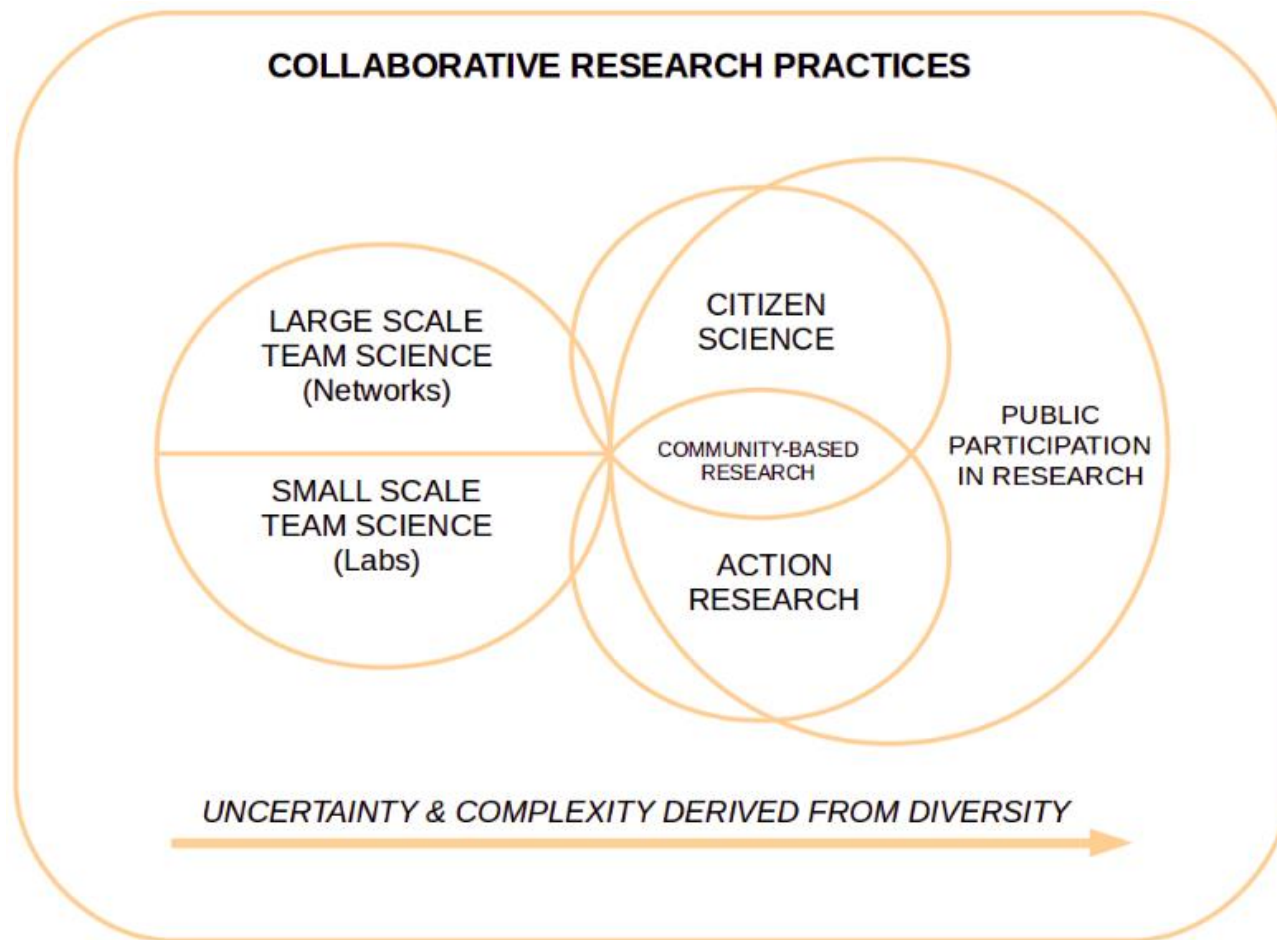 COLLABORATIVE RESEARCH PRACTICES
LARGE SCALE
TEAM SCIENCE
(Networks)
SMALL SCALE
TEAM SCIENCE
(Labs)
CITIZEN
SCIENCE
COMMUNITY-BASED
RESEARCH
ACTION
RESEARCH
PUBLIC
PARTICIPATION
IN RESEARCH
UNCERTAINTY & COMPLEXITY DERIVED FROM DIVERSITY